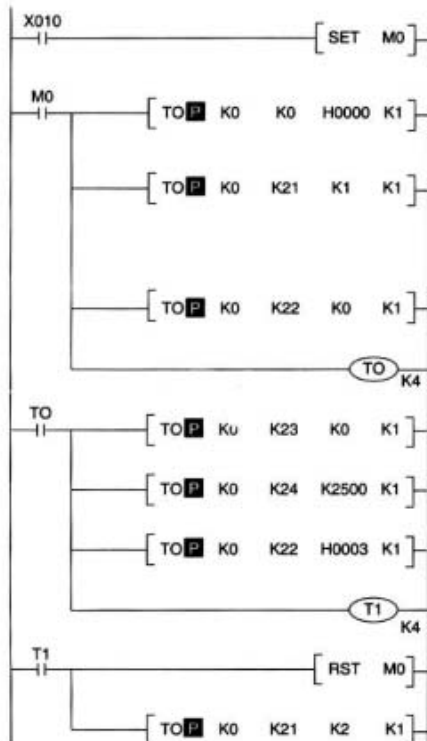 X010
SET M0
M0
TO P K0 K0 H0000 K1
TO P K0 K21 K1 K1
TO P K0 K22 K0 K1
TO
K4
TO
TO P Ku K23 K0 K1
TO P K0 K24 K2500 K1
TO P K0 K22 H0003 K1
T1
K4
T1
RST M0
TO P K0 K21 K2 K1